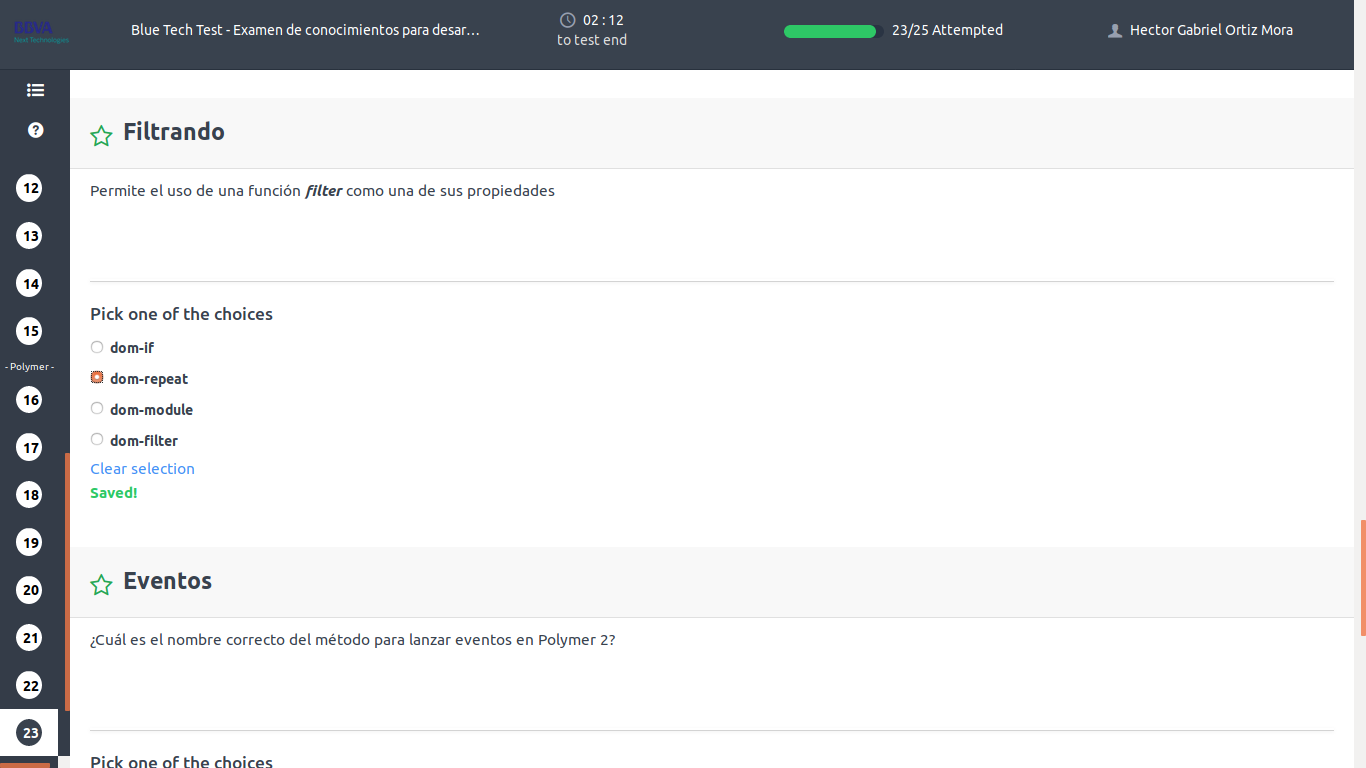 BBVA
Next Technologies
Blue Tech Test - Examen de conocimientos para desar...
02 : 12
to test end
23/25 Attempted
Hector Gabriel Ortiz Mora
12
13
14
15
- Polymer -
16
17
18
19
20
21
22
23
Filtrando
Permite el uso de una función filter como una de sus propiedades
Pick one of the choices
dom-if
dom-repeat
dom-module
dom-filter
Clear selection
Saved!
Eventos
¿Cuál es el nombre correcto del método para lanzar eventos en Polymer 2?
Pick one of the choices